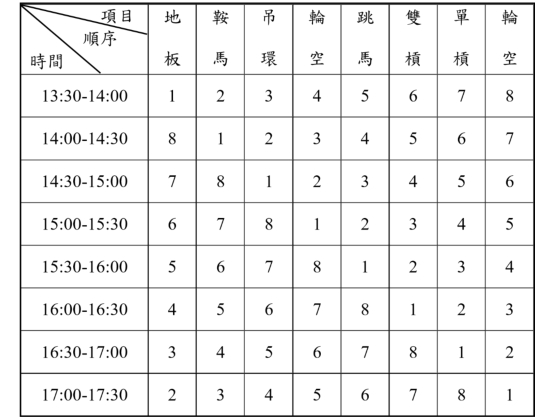 項目 順序 時間 地板 鞍馬 吊環 輪空 跳馬 雙槓 單槓 輪空
13:30-14:00 1 2 3 4 5 6 7 8
14:00-14:30 8 1 2 3 4 5 6 7
14:30-15:00 7 8 1 2 3 4 5 6
15:00-15:30 6 7 8 1 2 3 4 5
15:30-16:00 5 6 7 8 1 2 3 4
16:00-16:30 4 5 6 7 8 1 2 3
16:30-17:00 3 4 5 6 7 8 1 2
17:00-17:30 2 3 4 5 6 7 8 1